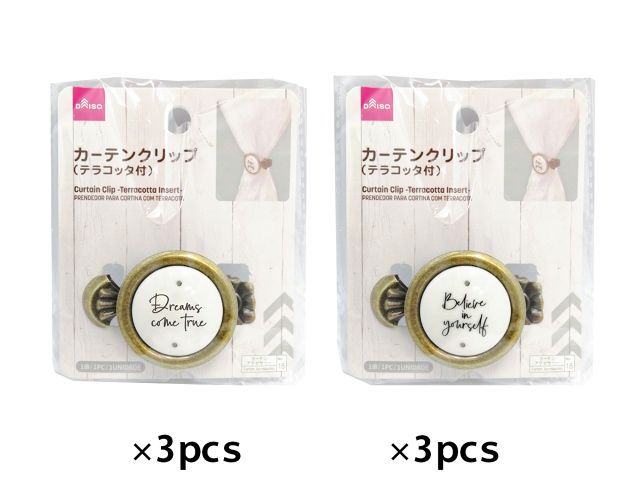 DAISO
カーテンクリップ
(テラコッタ付)
Curtain Clip -Terracotta Insert-
PRENDEDOR PARA CORTINA COM TERRACOTA
Dreams
come true
1個/1PC/1UNIDADE
×3pcs
DAISO
カーテンクリップ
(テラコッタ付)
Curtain Clip -Terracotta Insert-
PRENDEDOR PARA CORTINA COM TERRACOTA
Believe
in
yourself
1個/1PC/1UNIDADE
×3pcs